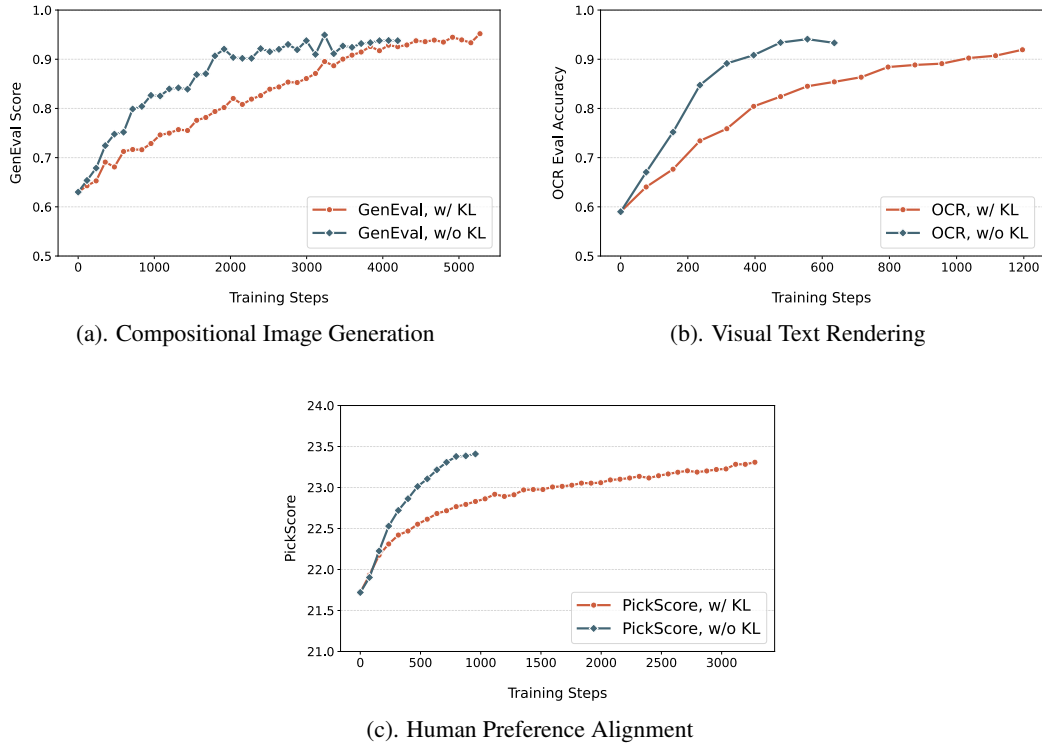 1.0
0.9
0.8
0.7
0.6
0.5
GenEval Score
GenEval, w/ KL
GenEval, w/o KL
0 1000 2000 3000 4000 5000
Training Steps
(a). Compositional Image Generation
1.0
0.9
0.8
0.7
0.6
0.5
OCR Eval Accuracy
OCR, w/ KL
OCR, w/o KL
0 200 400 600 800 1000 1200
Training Steps
(b). Visual Text Rendering
24.0
23.5
23.0
22.5
22.0
21.5
21.0
PickScore
PickScore, w/ KL
PickScore, w/o KL
0 500 1000 1500 2000 2500 3000
Training Steps
(c). Human Preference Alignment